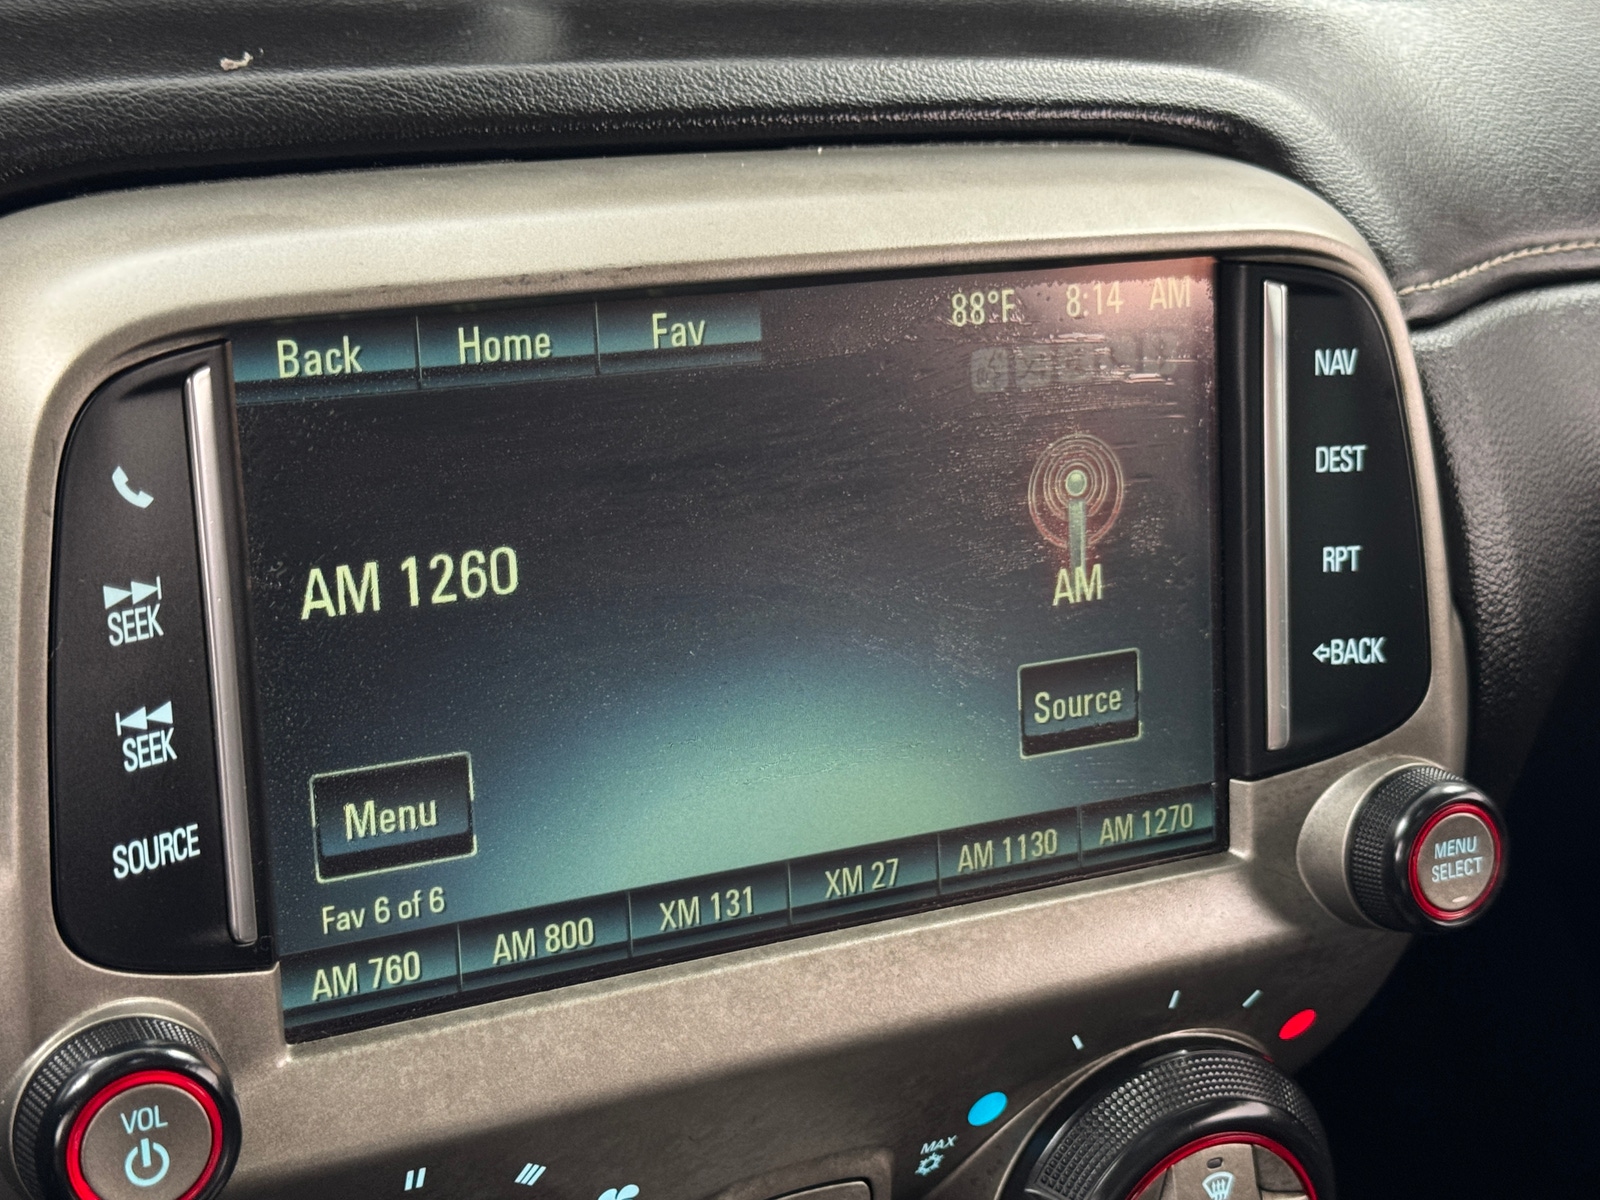 Back Home Fav 88°F 8:14 AM
AM 1260
AM
Source
Menu
Fav 6 of 6
AM 760 AM 800 XM 131 XM 27 AM 1130 AM 1270
SEEK
SEEK
SOURCE
NAV
DEST
RPT
BACK
MENU
SELECT
VOL
MAX